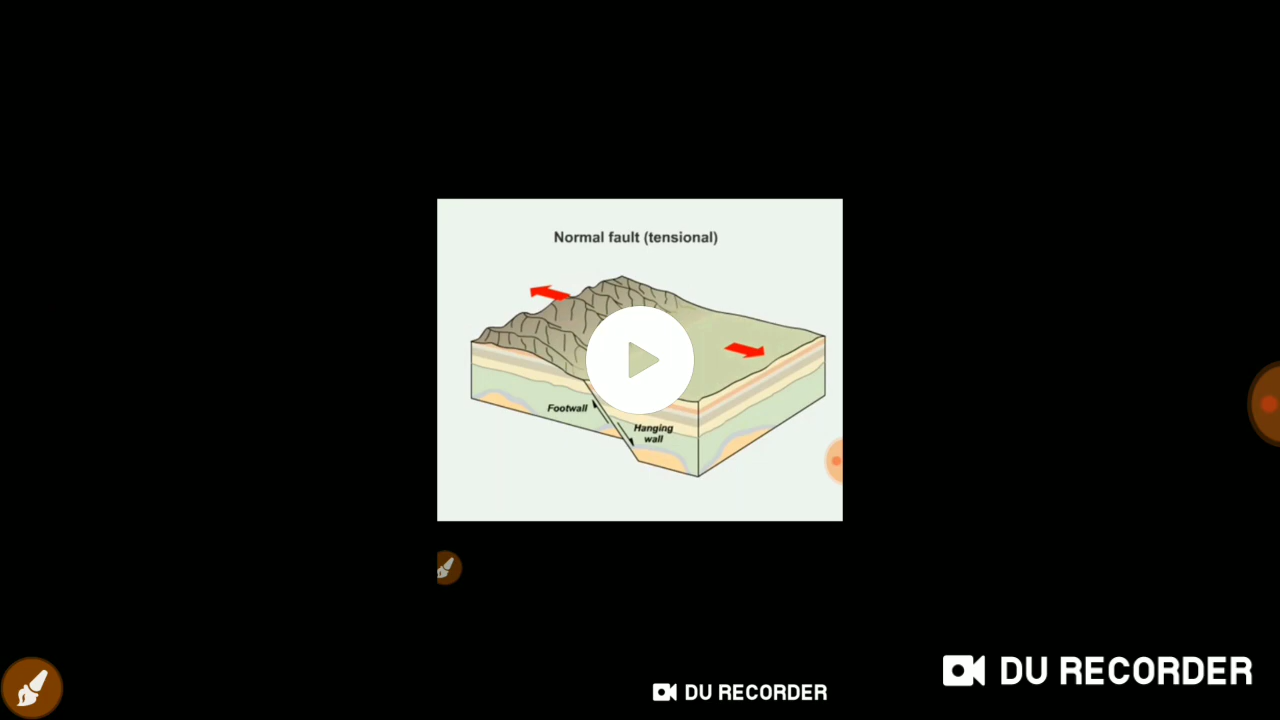 Normal fault (tensional)
Footwall
Hanging
wall
DU RECORDER
DU RECORDER